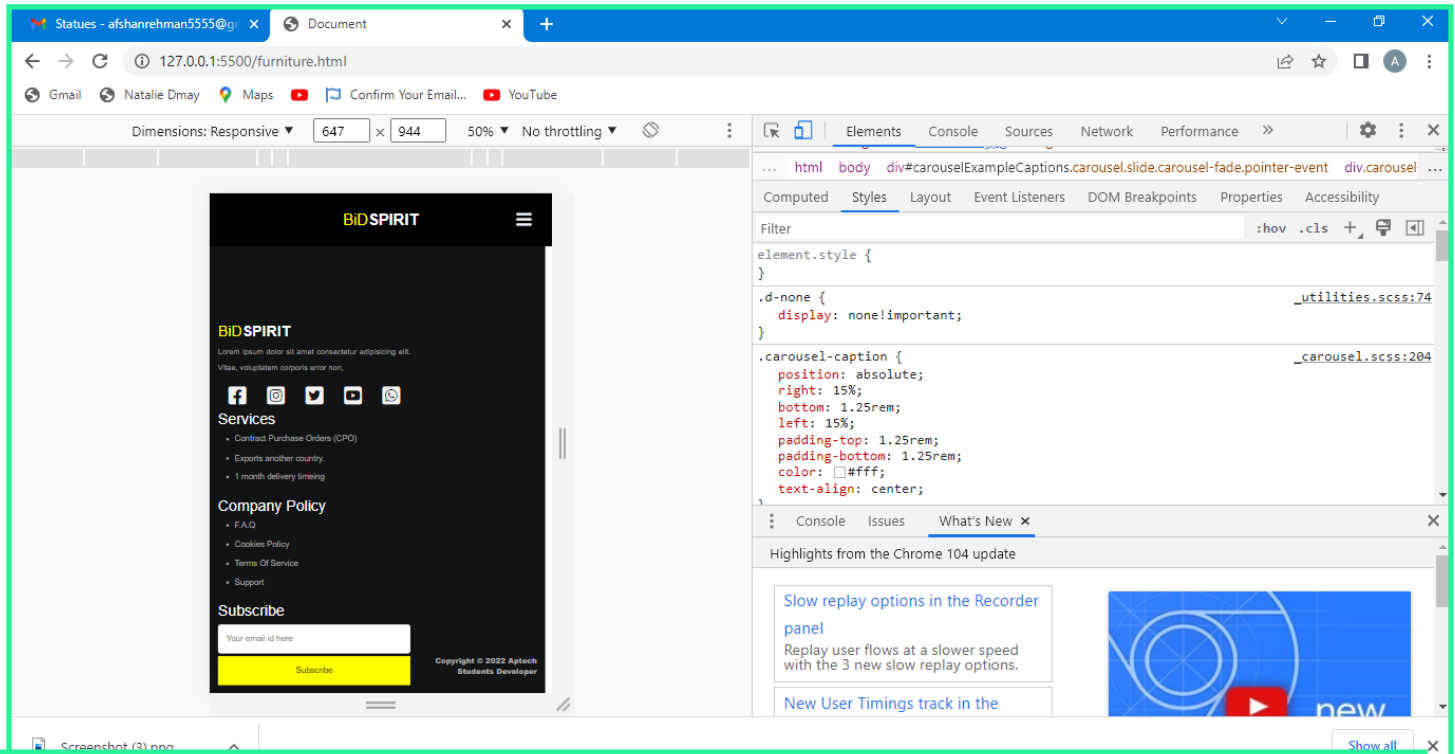 Statues - afshanrehman5555@gr
Document
127.0.0.1:5500/furniture.html
A
Gmail
Natalie Dmay
Maps
Confirm Your Email...
YouTube
Dimensions: Responsive ▼ 647 × 944 50% ▼ No throttling ▼
Elements Console Sources Network Performance »
... html body div#carouselExampleCaptions.carousel.slide.carousel-fade.pointer-event div.carousel- ...
Computed Styles Layout Event Listeners DOM Breakpoints Properties Accessibility
Filter :hov .cls +
element.style {
}
.d-none { _utilities.scss:74
display: none!important;
}
.carousel-caption { _carousel.scss:204
position: absolute;
right: 15%;
bottom: 1.25rem;
left: 15%;
padding-top: 1.25rem;
padding-bottom: 1.25rem;
color: #fff;
text-align: center;
Console Issues What's New ×
Highlights from the Chrome 104 update
Slow replay options in the Recorder
panel
Replay user flows at a slower speed
with the 3 new slow replay options.
New User Timings track in the
new
BiDSPIRIT
BiDSPIRIT
Lorem ipsum dolor sit amet consectetur adipisicing elit.
Vitae, voluptatem corporis error non,
Services
• Contract Purchase Orders (CPO)
• Exports another country.
• 1 month delivery timeing
Company Policy
• F.A.Q
• Cookies Policy
• Terms Of Service
• Support
Subscribe
Your email id here
Subscribe
Copyright © 2022 Aptech
Students Developer
Screenshot (3).png
Show all